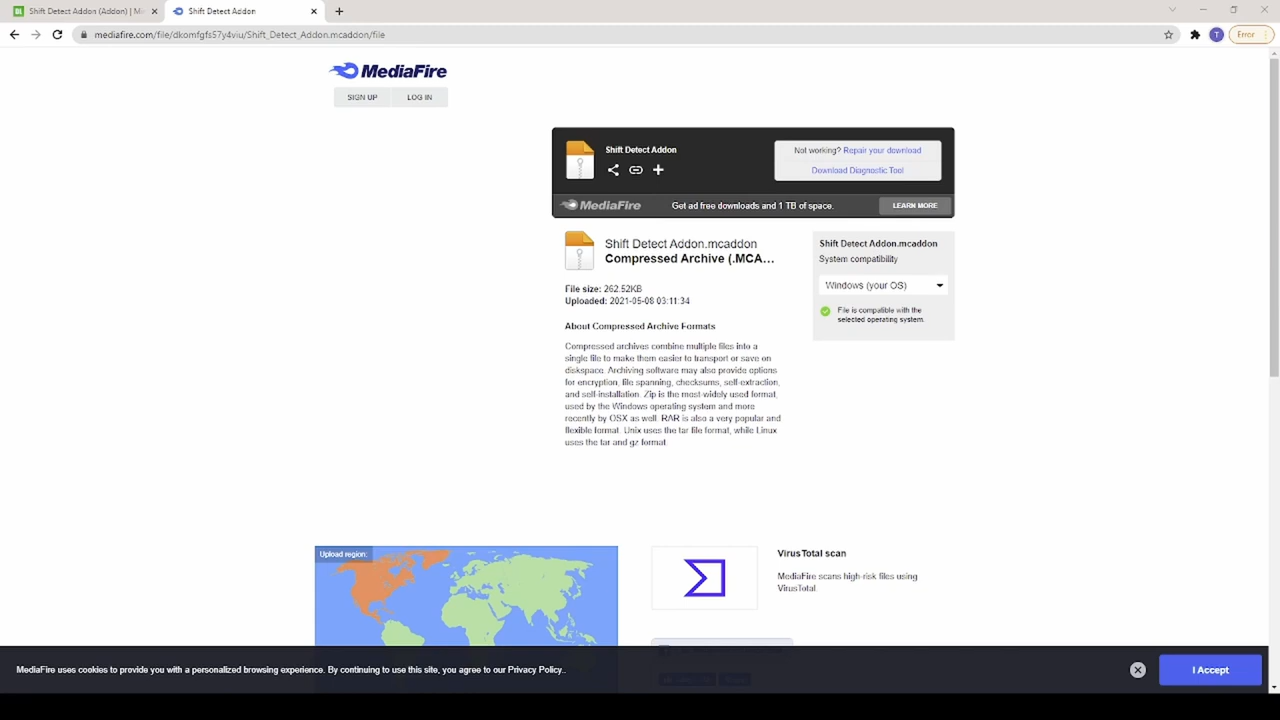 Shift Detect Addon (Addon) | Mi
Shift Detect Addon
mediafire.com/file/dkomfgfs57y4viu/Shift_Detect_Addon.mcaddon/file
T
Error
MediaFire
SIGN UP
LOG IN
Shift Detect Addon
Not working? Repair your download
Download Diagnostic Tool
MediaFire
Get ad free downloads and 1 TB of space.
LEARN MORE
Shift Detect Addon.mcaddon
Compressed Archive (.MCA...
File size: 262.52KB
Uploaded: 2021-05-08 03:11:34
Shift Detect Addon.mcaddon
System compatibility
Windows (your OS)
File is compatible with the
selected operating system.
About Compressed Archive Formats
Compressed archives combine multiple files into a
single file to make them easier to transport or save on
diskspace. Archiving software may also provide options
for encryption, file spanning, checksums, self-extraction,
and self-installation. Zip is the most-widely used format,
used by the Windows operating system and more
recently by OSX as well. RAR is also a very popular and
flexible format. Unix uses the tar file format, while Linux
uses the tar and gz format.
Upload region:
VirusTotal scan
MediaFire scans high-risk files using
VirusTotal.
MediaFire uses cookies to provide you with a personalized browsing experience. By continuing to use this site, you agree to our Privacy Policy..
I Accept